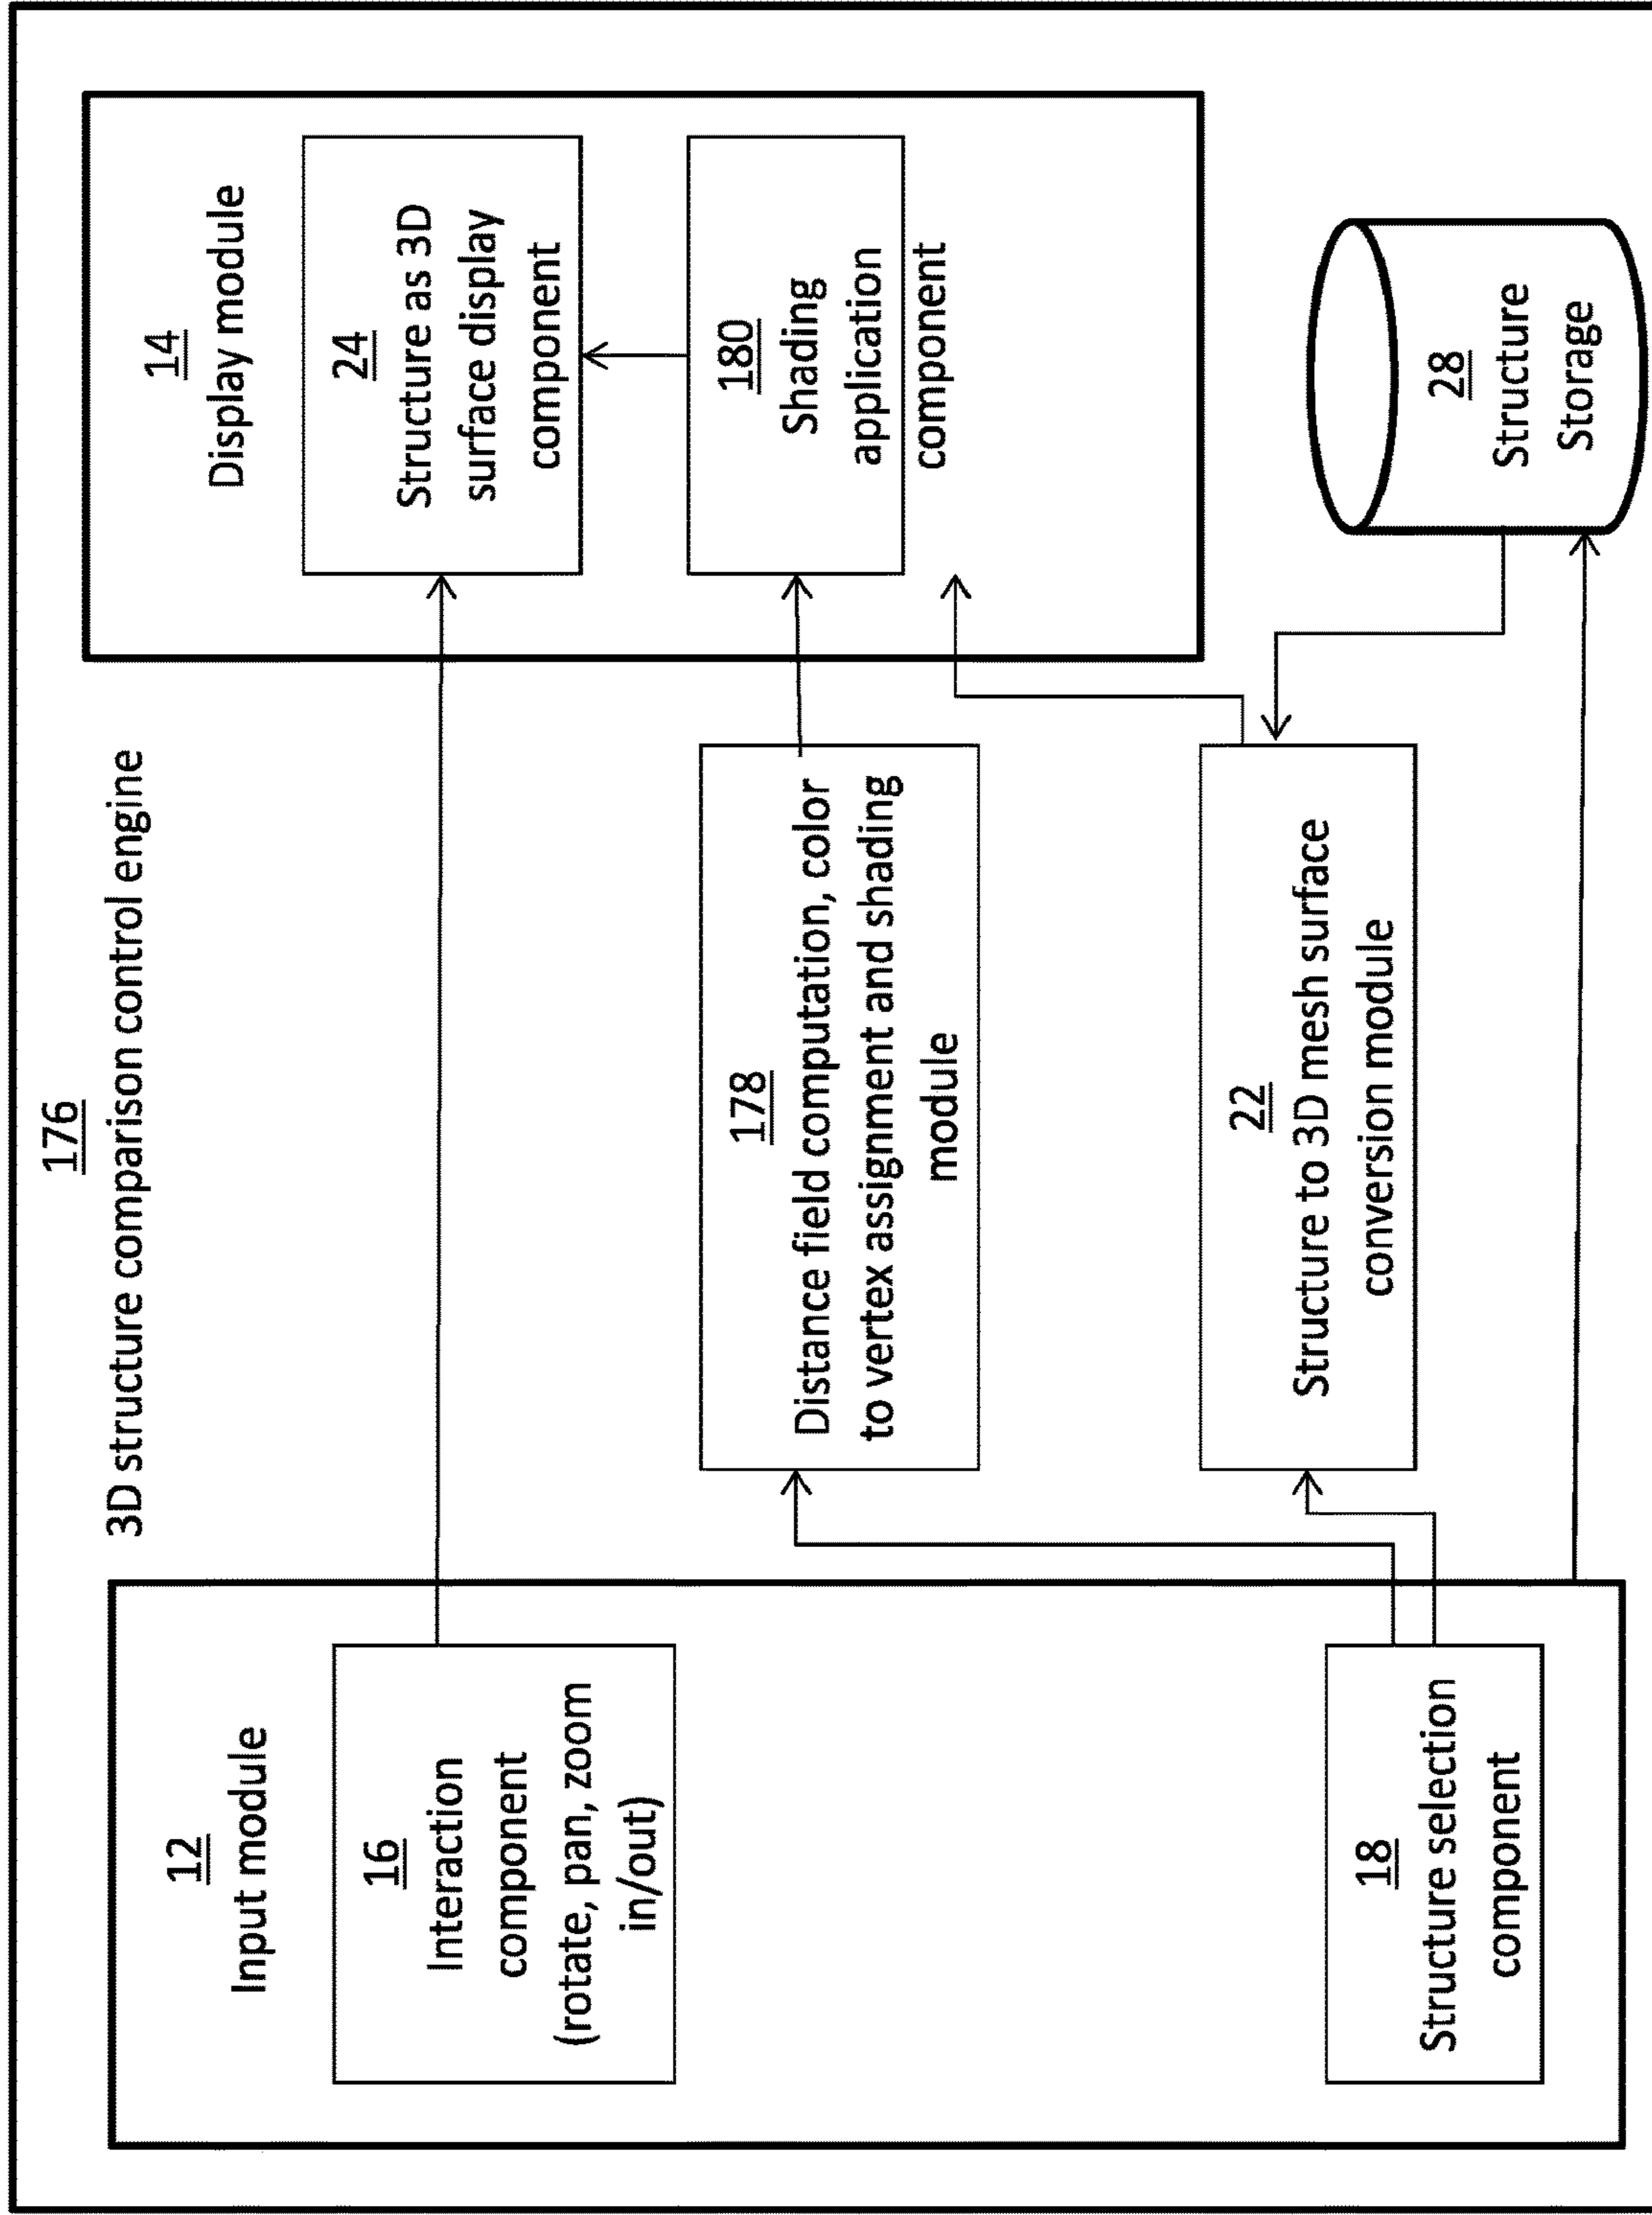 176
3D structure comparison control engine
12
Input module
16
Interaction
component
(rotate, pan, zoom
in/out)
18
Structure selection
component
178
Distance field computation, color
to vertex assignment and shading
module
22
Structure to 3D mesh surface
conversion module
14
Display module
24
Structure as 3D
surface display
component
180
Shading
application
component
28
Structure
Storage